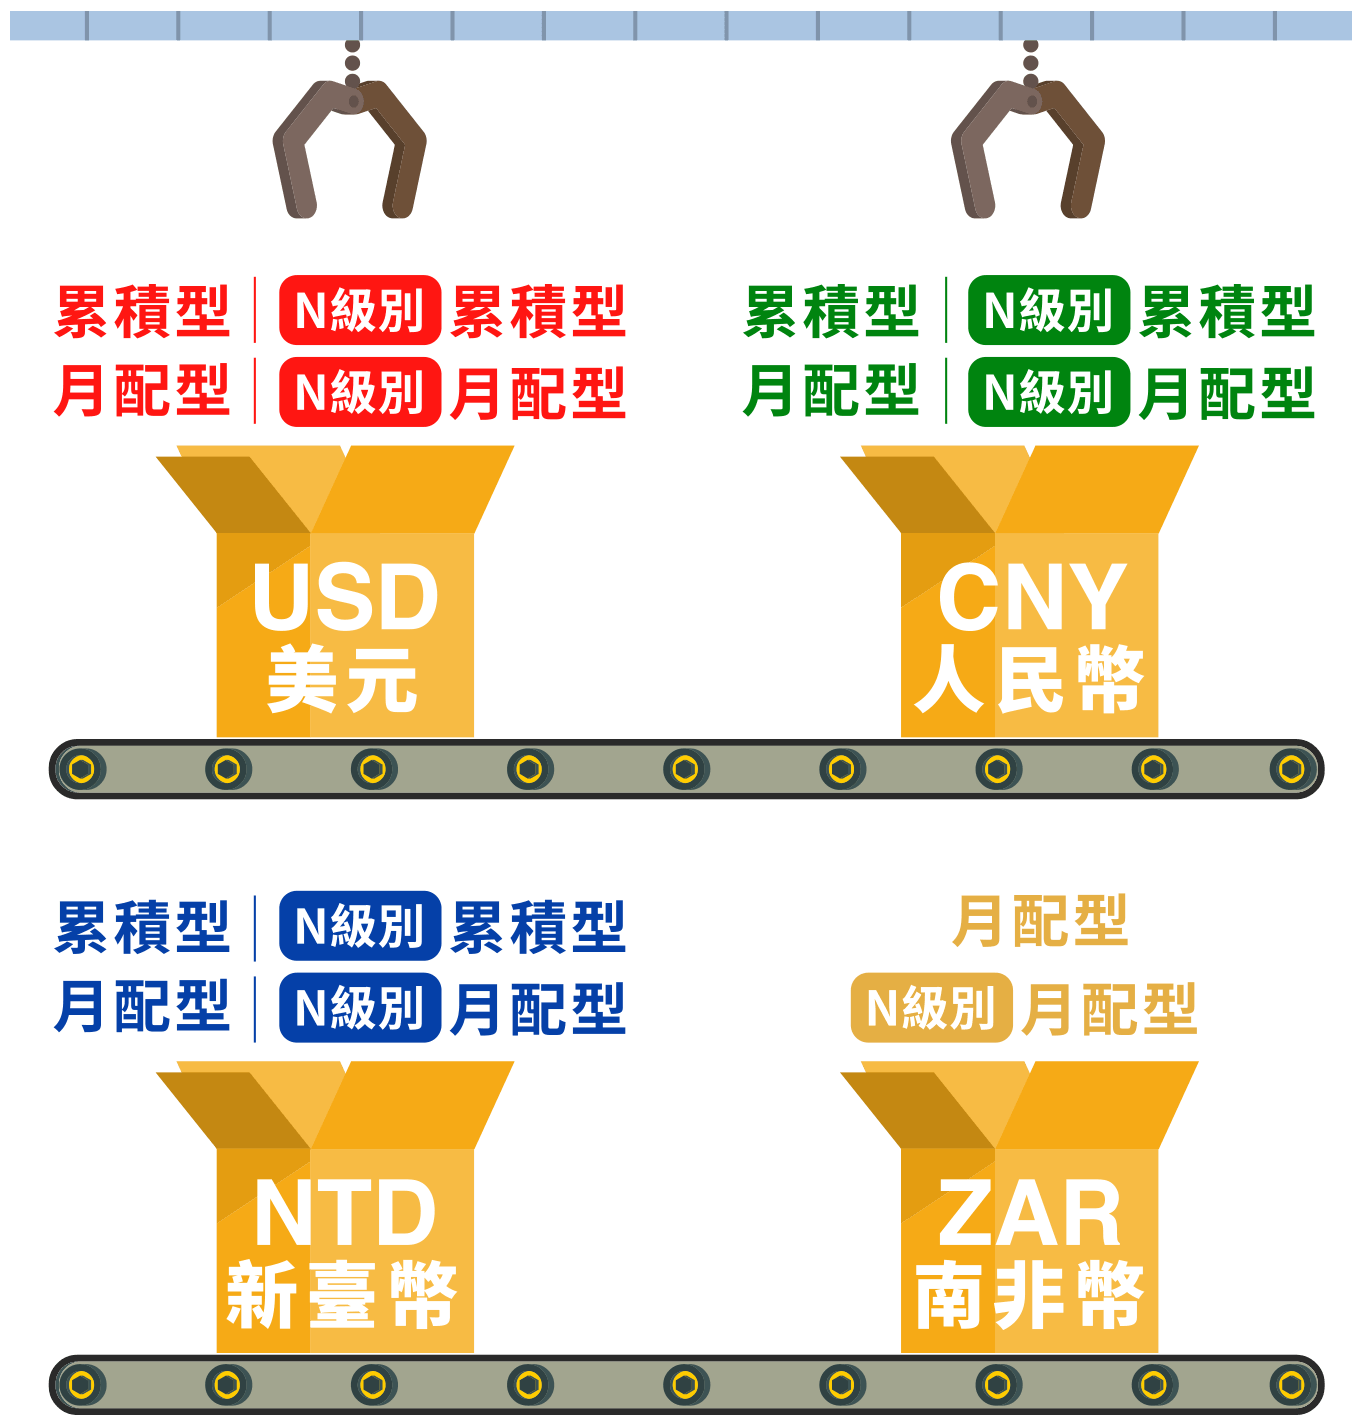 累積型 N級別 累積型
月配型 N級別 月配型
USD
美元
累積型 N級別 累積型
月配型 N級別 月配型
CNY
人民幣
累積型 N級別 累積型
月配型 N級別 月配型
NTD
新臺幣
月配型
N級別 月配型
ZAR
南非幣